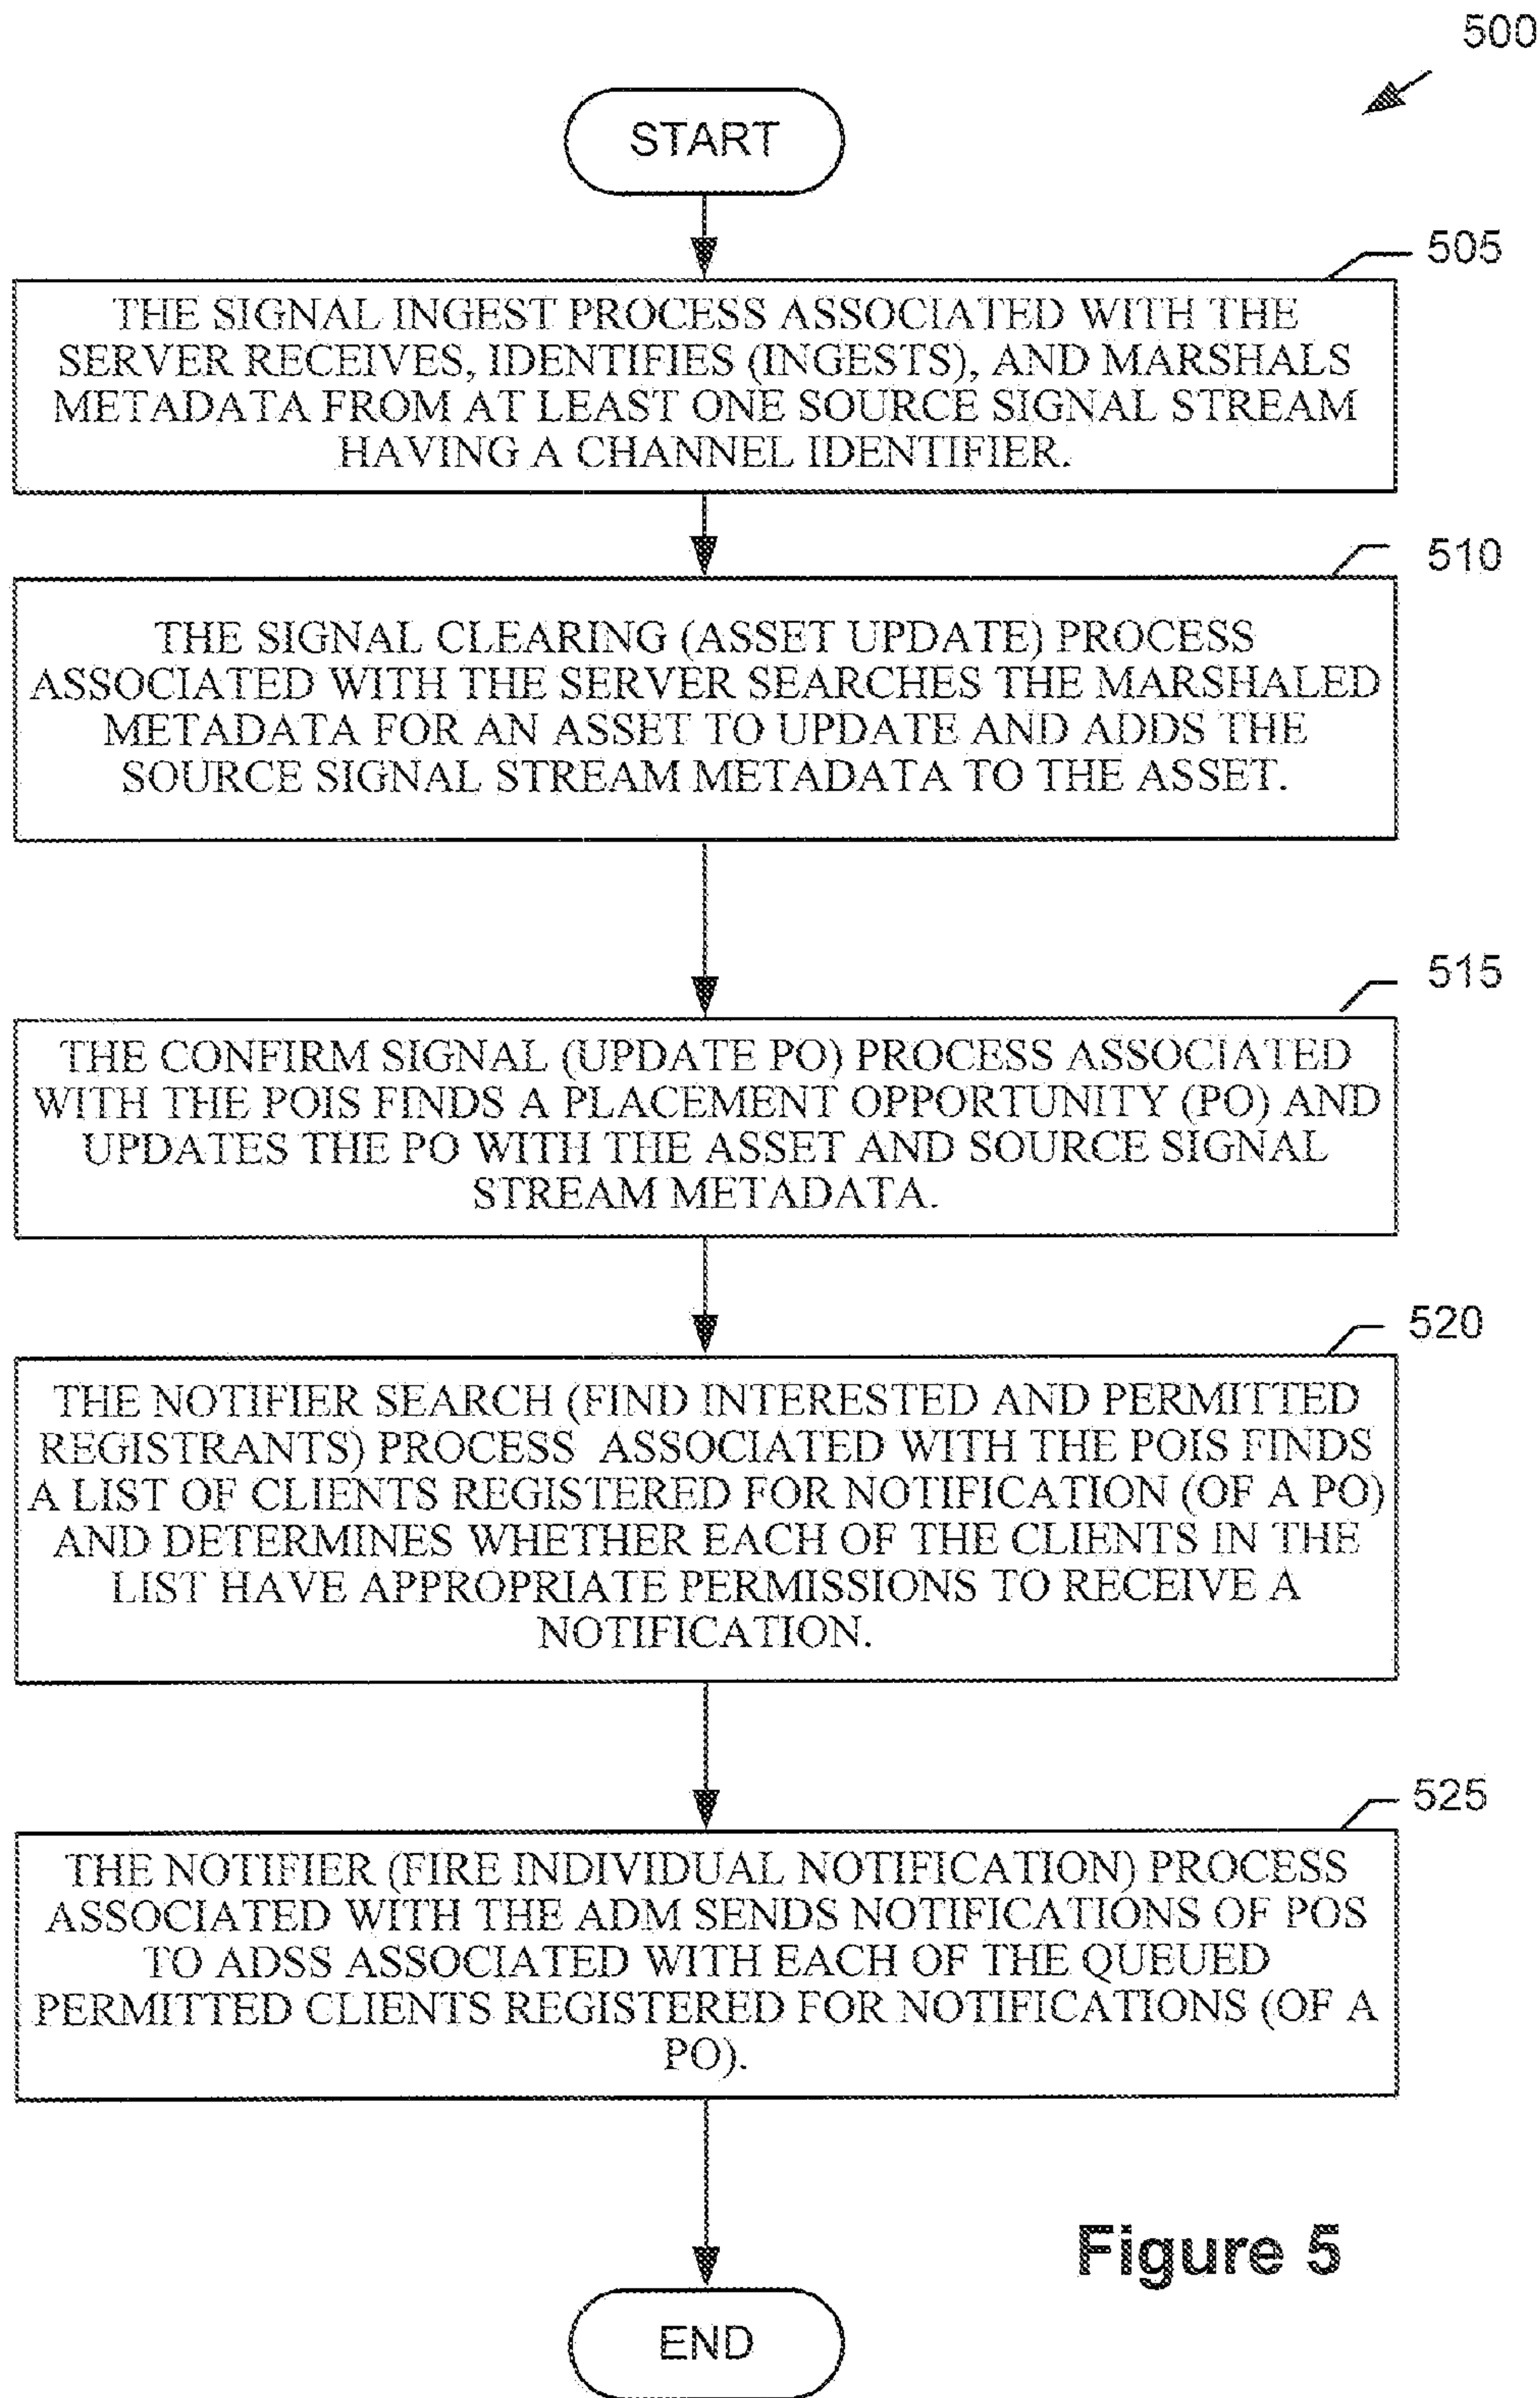 500
START
505
THE SIGNAL INGEST PROCESS ASSOCIATED WITH THE
SERVER RECEIVES, IDENTIFIES (INGESTS), AND MARSHALS
METADATA FROM AT LEAST ONE SOURCE SIGNAL STREAM
HAVING A CHANNEL IDENTIFIER.
510
THE SIGNAL CLEARING (ASSET UPDATE) PROCESS
ASSOCIATED WITH THE SERVER SEARCHES THE MARSHALED
METADATA FOR AN ASSET TO UPDATE AND ADDS THE
SOURCE SIGNAL STREAM METADATA TO THE ASSET.
515
THE CONFIRM SIGNAL (UPDATE PO) PROCESS ASSOCIATED
WITH THE POIS FINDS A PLACEMENT OPPORTUNITY (PO) AND
UPDATES THE PO WITH THE ASSET AND SOURCE SIGNAL
STREAM METADATA.
520
THE NOTIFIER SEARCH (FIND INTERESTED AND PERMITTED
REGISTRANTS) PROCESS ASSOCIATED WITH THE POIS FINDS
A LIST OF CLIENTS REGISTERED FOR NOTIFICATION (OF A PO)
AND DETERMINES WHETHER EACH OF THE CLIENTS IN THE
LIST HAVE APPROPRIATE PERMISSIONS TO RECEIVE A
NOTIFICATION.
525
THE NOTIFIER (FIRE INDIVIDUAL NOTIFICATION) PROCESS
ASSOCIATED WITH THE ADM SENDS NOTIFICATIONS OF POS
TO ADSS ASSOCIATED WITH EACH OF THE QUEUED
PERMITTED CLIENTS REGISTERED FOR NOTIFICATIONS (OF A
PO).
Figure 5
END